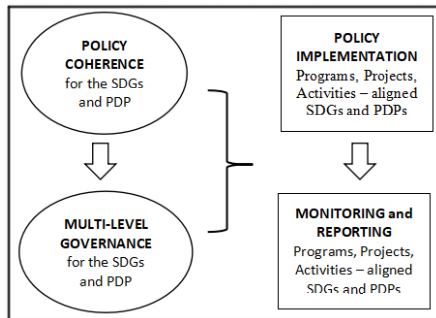 POLICY
COHERENCE
for the SDGs
and PDP
MULTI-LEVEL
GOVERNANCE
for the SDGs
and PDP
POLICY
IMPLEMENTATION
Programs, Projects,
Activities – aligned
SDGs and PDPs
MONITORING and
REPORTING
Programs, Projects,
Activities – aligned
SDGs and PDPs